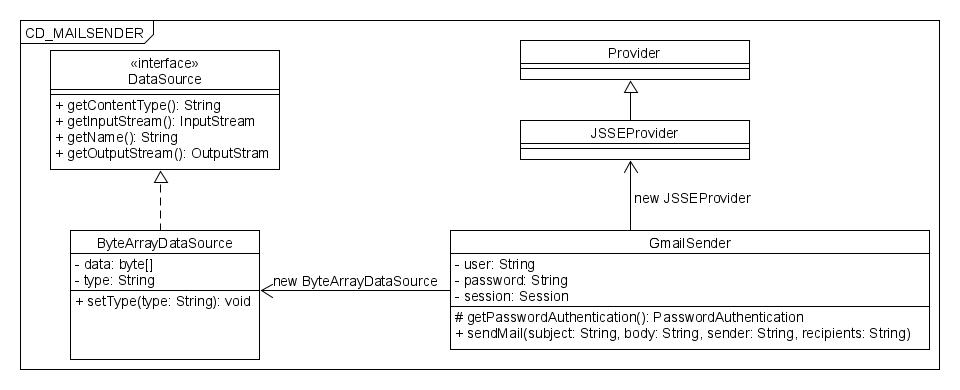 CD_MAILSENDER
«interface»
DataSource
+ getContentType(): String
+ getInputStream(): InputStream
+ getName(): String
+ getOutputStream(): OutputStram
Provider
JSSEProvider
new JSSEProvider
ByteArrayDataSource
- data: byte[]
- type: String
+ setType(type: String): void
new ByteArrayDataSource
GmailSender
- user: String
- password: String
- session: Session
# getPasswordAuthentication(): PasswordAuthentication
+ sendMail(subject: String, body: String, sender: String, recipients: String)